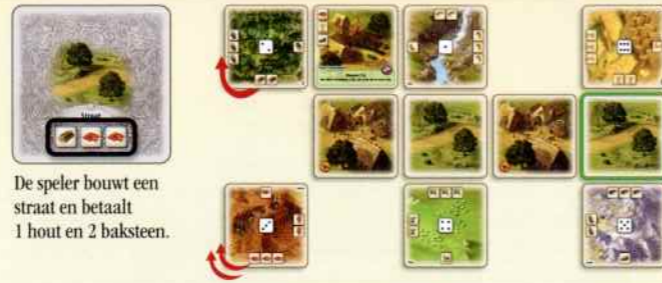 Straat
De speler bouwt een
straat en betaalt
1 hout en 2 baksteen.